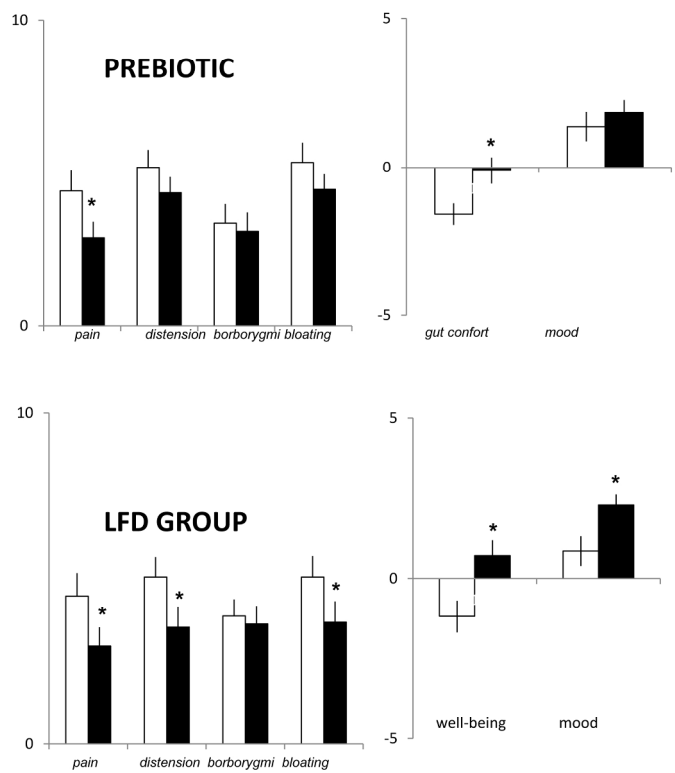 10
PREBIOTIC
*
0
pain distension borborygmi bloating
5
*
0
-5
gut confort mood
10
LFD GROUP
* * *
0
pain distension borborygmi bloating
5
* *
0
-5
well-being mood